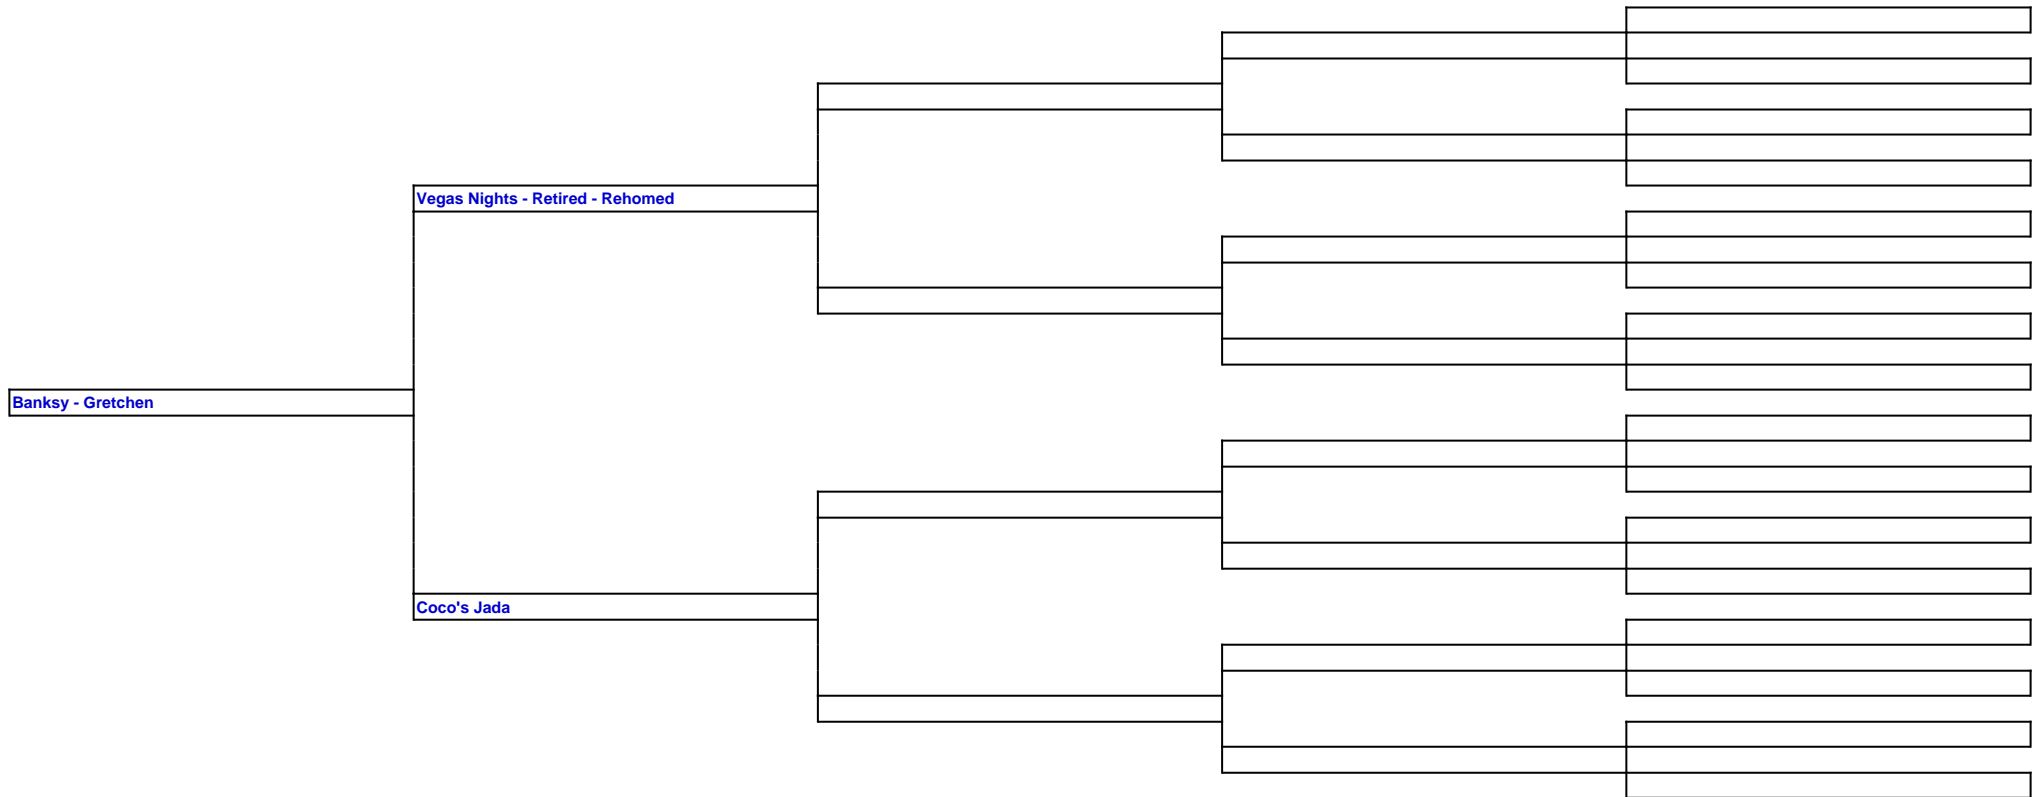 Vegas Nights - Retired - Rehomed
Banksy - Gretchen
Coco's Jada